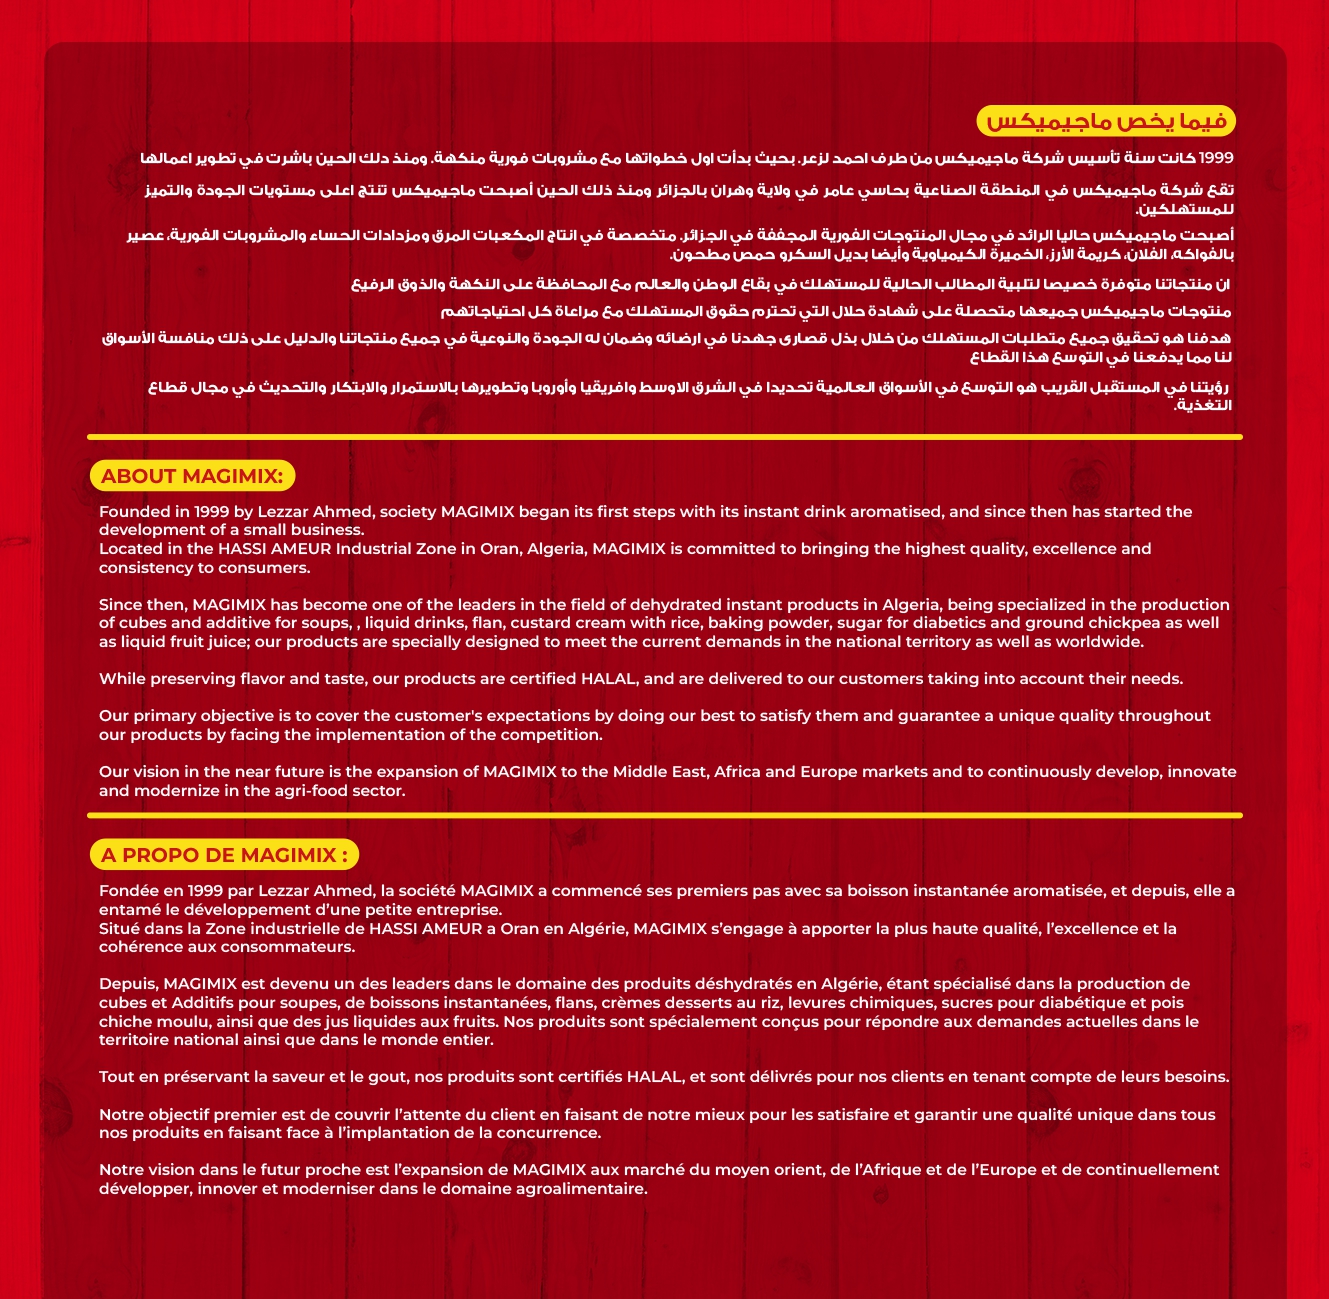 فيما يخص ماجيميكس
1999 كانت سنة تأسيس شركة ماجيميكس من طرف احمد لزعر. بحيث بدأت اول خطواتها مع مشروبات فورية منكهة. ومنذ دلك الحين باشرت في تطوير اعمالها
تقع شركة ماجيميكس في المنطقة الصناعية بحاسي عامر في ولاية وهران بالجزائر ومنذ ذلك الحين أصبحت ماجيميكس تنتج اعلى مستويات الجودة والتميز
للمستهلكين.
أصبحت ماجيميكس حاليا الرائد في مجال المنتوجات الفورية المجففة في الجزائر. متخصصة في انتاج المكعبات المرق ومزدادات الحساء والمشروبات الفورية، عصير
بالفواكه، الفلان، كريمة الأرز، الخميرة الكيمياوية وأيضا بديل السكرو حمص مطحون.
ان منتجاتنا متوفرة خصيصا لتلبية المطالب الحالية للمستهلك في بقاع الوطن والعالم مع المحافظة على النكهة والذوق الرفيع
منتوجات ماجيميكس جميعها متحصلة على شهادة حلال التي تحترم حقوق المستهلك مع مراعاة كل احتياجاتهم
هدفنا هو تحقيق جميع متطلبات المستهلك من خلال بذل قصارى جهدنا في ارضائه وضمان له الجودة والنوعية في جميع منتجاتنا والدليل على ذلك منافسة الأسواق
لنا مما يدفعنا في التوسع هذا القطاع
رؤيتنا في المستقبل القريب هو التوسع في الأسواق العالمية تحديدا في الشرق الاوسط وافريقيا وأوروبا وتطويرها بالاستمرار والابتكار والتحديث في مجال قطاع
التغذية.
ABOUT MAGIMIX:
Founded in 1999 by Lezzar Ahmed, society MAGIMIX began its first steps with its instant drink aromatised, and since then has started the
development of a small business.
Located in the HASSI AMEUR Industrial Zone in Oran, Algeria, MAGIMIX is committed to bringing the highest quality, excellence and
consistency to consumers.
Since then, MAGIMIX has become one of the leaders in the field of dehydrated instant products in Algeria, being specialized in the production
of cubes and additive for soups, , liquid drinks, flan, custard cream with rice, baking powder, sugar for diabetics and ground chickpea as well
as liquid fruit juice; our products are specially designed to meet the current demands in the national territory as well as worldwide.
While preserving flavor and taste, our products are certified HALAL, and are delivered to our customers taking into account their needs.
Our primary objective is to cover the customer's expectations by doing our best to satisfy them and guarantee a unique quality throughout
our products by facing the implementation of the competition.
Our vision in the near future is the expansion of MAGIMIX to the Middle East, Africa and Europe markets and to continuously develop, innovate
and modernize in the agri-food sector.
A PROPO DE MAGIMIX :
Fondée en 1999 par Lezzar Ahmed, la société MAGIMIX a commencé ses premiers pas avec sa boisson instantanée aromatisée, et depuis, elle a
entamé le développement d’une petite entreprise.
Situé dans la Zone industrielle de HASSI AMEUR a Oran en Algérie, MAGIMIX s’engage à apporter la plus haute qualité, l’excellence et la
cohérence aux consommateurs.
Depuis, MAGIMIX est devenu un des leaders dans le domaine des produits déshydratés en Algérie, étant spécialisé dans la production de
cubes et Additifs pour soupes, de boissons instantanées, flans, crèmes desserts au riz, levures chimiques, sucres pour diabétique et pois
chiche moulu, ainsi que des jus liquides aux fruits. Nos produits sont spécialement conçus pour répondre aux demandes actuelles dans le
territoire national ainsi que dans le monde entier.
Tout en préservant la saveur et le gout, nos produits sont certifiés HALAL, et sont délivrés pour nos clients en tenant compte de leurs besoins.
Notre objectif premier est de couvrir l’attente du client en faisant de notre mieux pour les satisfaire et garantir une qualité unique dans tous
nos produits en faisant face à l’implantation de la concurrence.
Notre vision dans le futur proche est l’expansion de MAGIMIX aux marché du moyen orient, de l’Afrique et de l’Europe et de continuellement
développer, innover et moderniser dans le domaine agroalimentaire.